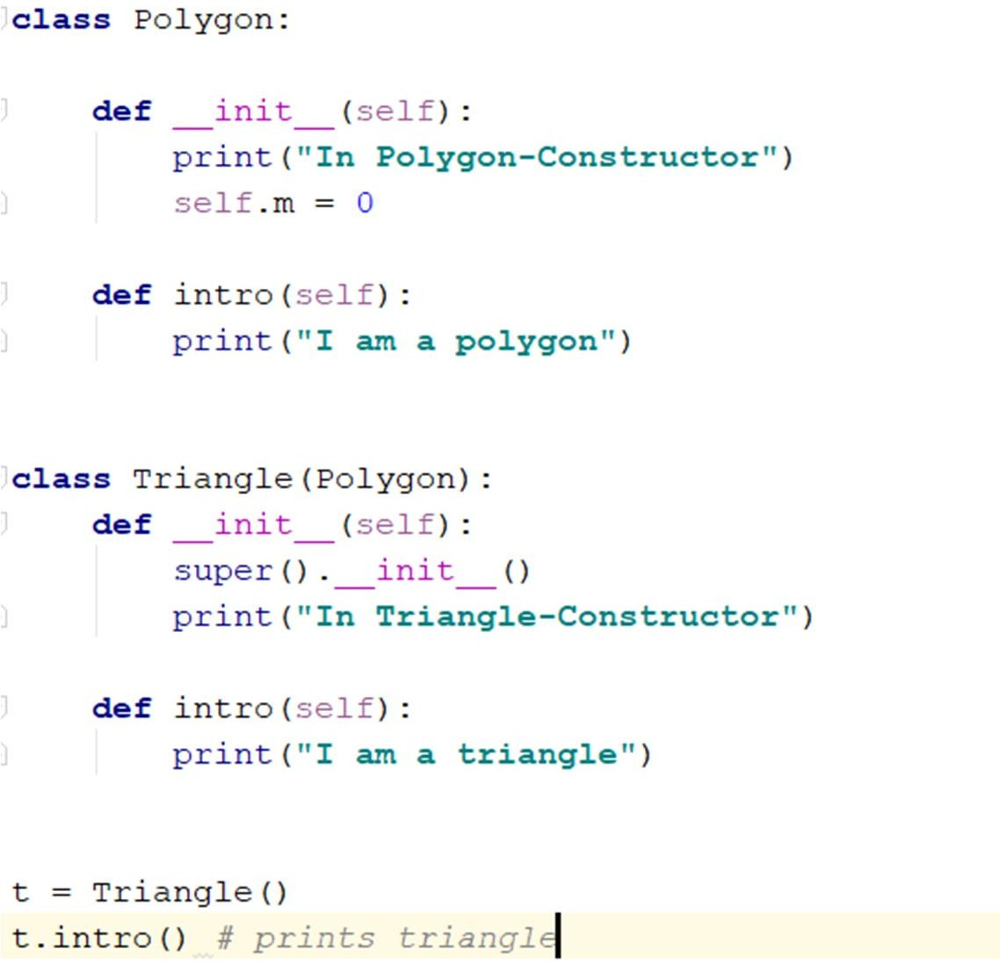 class Polygon:
    def __init__(self):
        print("In Polygon-Constructor")
        self.m = 0
    def intro(self):
        print("I am a polygon")
class Triangle(Polygon):
    def __init__(self):
        super().__init__()
        print("In Triangle-Constructor")
    def intro(self):
        print("I am a triangle")
t = Triangle()
t.intro() # prints triangle